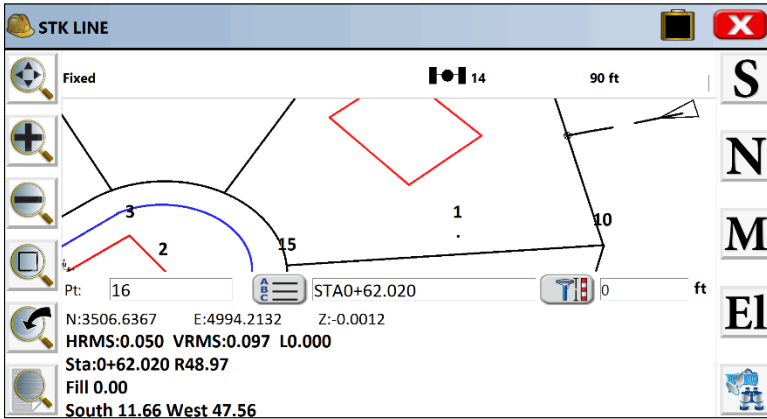 STK LINE
X
Fixed 14 90 ft
S
N
M
El
3
2
15
1
10
Pt: 16 A B C STA0+62.020 0 ft
N:3506.6367 E:4994.2132 Z:-0.0012
HRMS:0.050 VRMS:0.097 L0.000
Sta:0+62.020 R48.97
Fill 0.00
South 11.66 West 47.56